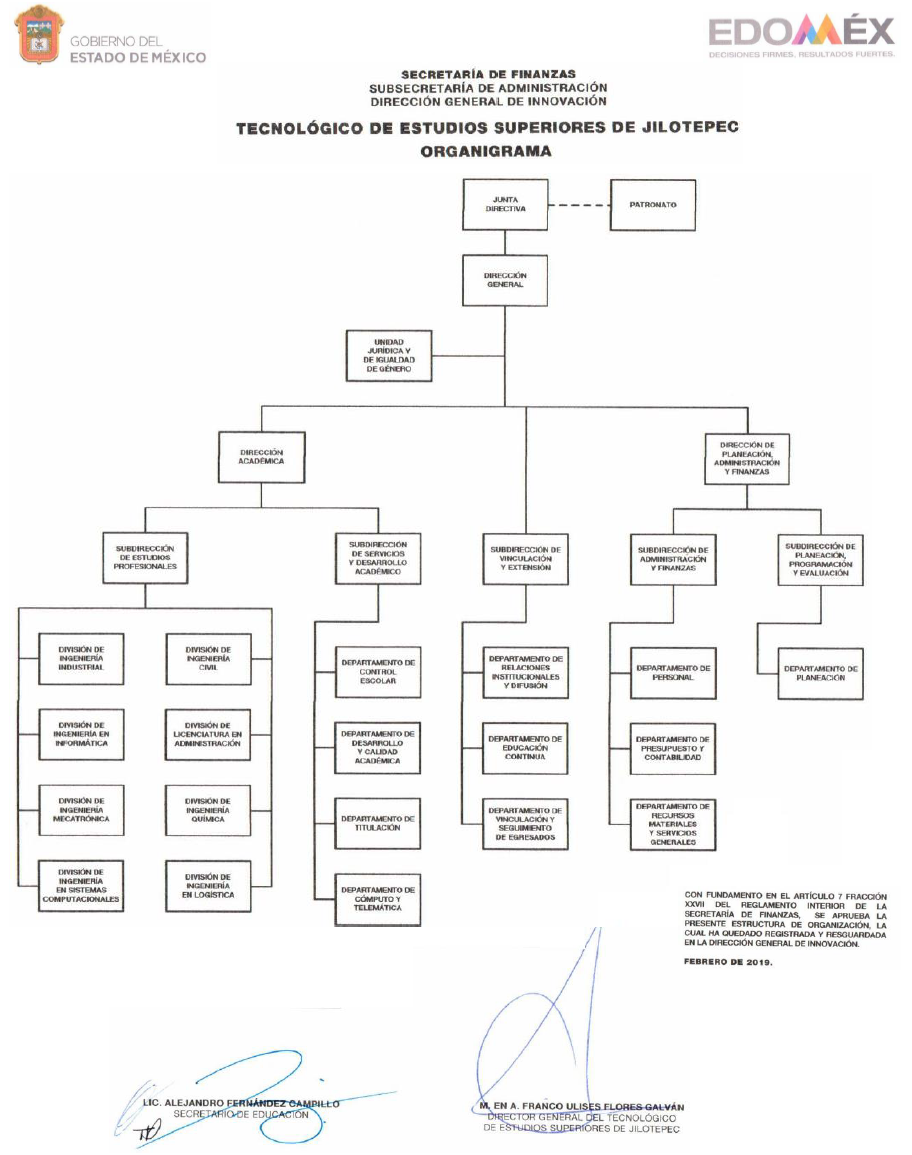 GOBIERNO DEL
ESTADO DE MÉXICO
EDOMÉX
DECISIONES FIRMES, RESULTADOS FUERTES.
SECRETARÍA DE FINANZAS
SUBSECRETARÍA DE ADMINISTRACIÓN
DIRECCIÓN GENERAL DE INNOVACIÓN
TECNOLÓGICO DE ESTUDIOS SUPERIORES DE JILOTEPEC
ORGANIGRAMA
JUNTA
DIRECTIVA
PATRONATO
DIRECCIÓN
GENERAL
UNIDAD
JURÍDICA Y
DE IGUALDAD
DE GÉNERO
DIRECCIÓN
ACADÉMICA
DIRECCIÓN DE
PLANEACIÓN,
ADMINISTRACIÓN
Y FINANZAS
SUBDIRECCIÓN
DE ESTUDIOS
PROFESIONALES
SUBDIRECCIÓN
DE SERVICIOS
Y DESARROLLO
ACADÉMICO
SUBDIRECCIÓN DE
VINCULACIÓN
Y EXTENSIÓN
SUBDIRECCIÓN DE
ADMINISTRACIÓN
Y FINANZAS
SUBDIRECCIÓN DE
PLANEACIÓN,
PROGRAMACIÓN
Y EVALUACIÓN
DIVISIÓN DE
INGENIERÍA
INDUSTRIAL
DIVISIÓN DE
INGENIERÍA
CIVIL
DEPARTAMENTO DE
CONTROL
ESCOLAR
DEPARTAMENTO DE
RELACIONES
INSTITUCIONALES
Y DIFUSIÓN
DEPARTAMENTO DE
PERSONAL
DEPARTAMENTO DE
PLANEACIÓN
DIVISIÓN DE
INGENIERÍA EN
INFORMÁTICA
DIVISIÓN DE
LICENCIATURA EN
ADMINISTRACIÓN
DEPARTAMENTO DE
DESARROLLO
Y CALIDAD
ACADÉMICA
DEPARTAMENTO DE
EDUCACIÓN
CONTINUA
DEPARTAMENTO DE
PRESUPUESTO Y
CONTABILIDAD
DIVISIÓN DE
INGENIERÍA
MECATRÓNICA
DIVISIÓN DE
INGENIERÍA
QUÍMICA
DEPARTAMENTO DE
TITULACIÓN
DEPARTAMENTO DE
VINCULACIÓN Y
SEGUIMIENTO
DE EGRESADOS
DEPARTAMENTO DE
RECURSOS
MATERIALES
Y SERVICIOS
GENERALES
DIVISIÓN DE
INGENIERÍA
EN SISTEMAS
COMPUTACIONALES
DIVISIÓN DE
INGENIERÍA
EN LOGÍSTICA
DEPARTAMENTO DE
CÓMPUTO Y
TELEMÁTICA
CON FUNDAMENTO EN EL ARTÍCULO 7 FRACCIÓN
XXVII DEL REGLAMENTO INTERIOR DE LA
SECRETARÍA DE FINANZAS, SE APRUEBA LA
PRESENTE ESTRUCTURA DE ORGANIZACIÓN, LA
CUAL HA QUEDADO REGISTRADA Y RESGUARDADA
EN LA DIRECCIÓN GENERAL DE INNOVACIÓN.
FEBRERO DE 2019.
LIC. ALEJANDRO FERNÁNDEZ CAMPILLO
SECRETARIO DE EDUCACIÓN
M. EN A. FRANCO ULISES FLORES GALVÁN
DIRECTOR GENERAL DEL TECNOLÓGICO
DE ESTUDIOS SUPERIORES DE JILOTEPEC